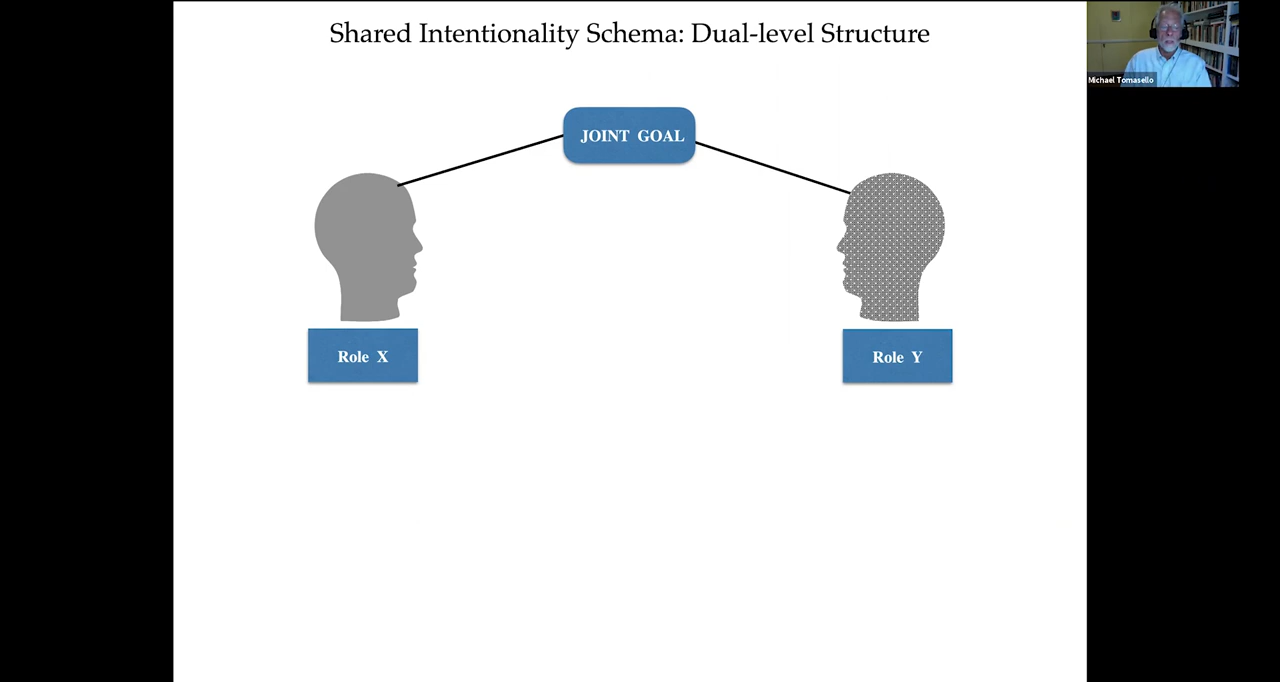 Shared Intentionality Schema: Dual-level Structure
JOINT GOAL
Role X
Role Y
Michael Tomasello